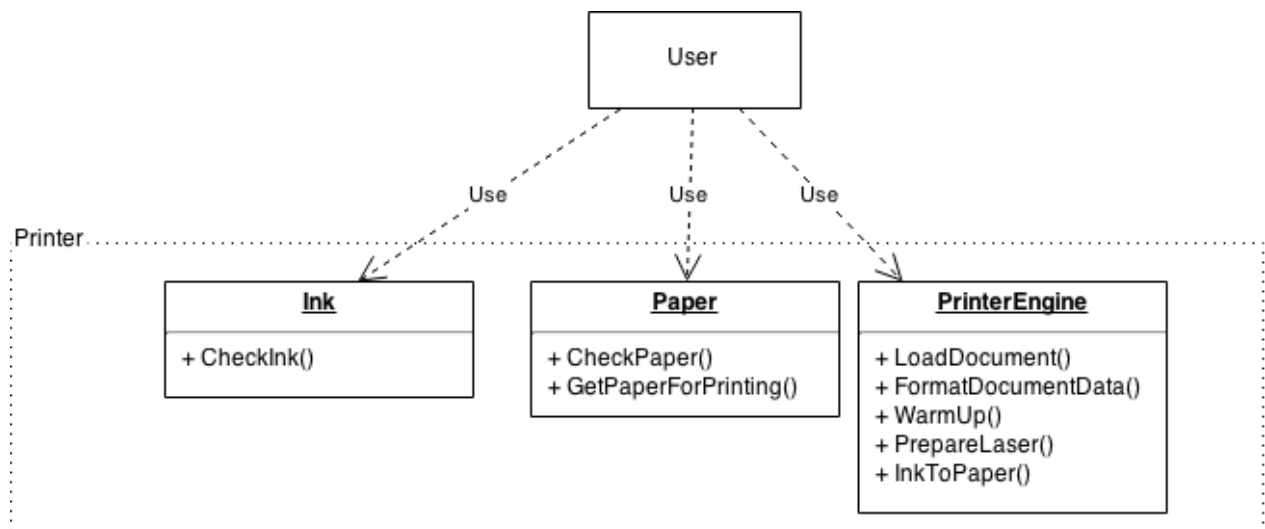 User
Use
Use
Use
Printer
Ink
+ CheckInk()
Paper
+ CheckPaper()
+ GetPaperForPrinting()
PrinterEngine
+ LoadDocument()
+ FormatDocumentData()
+ WarmUp()
+ PrepareLaser()
+ InkToPaper()